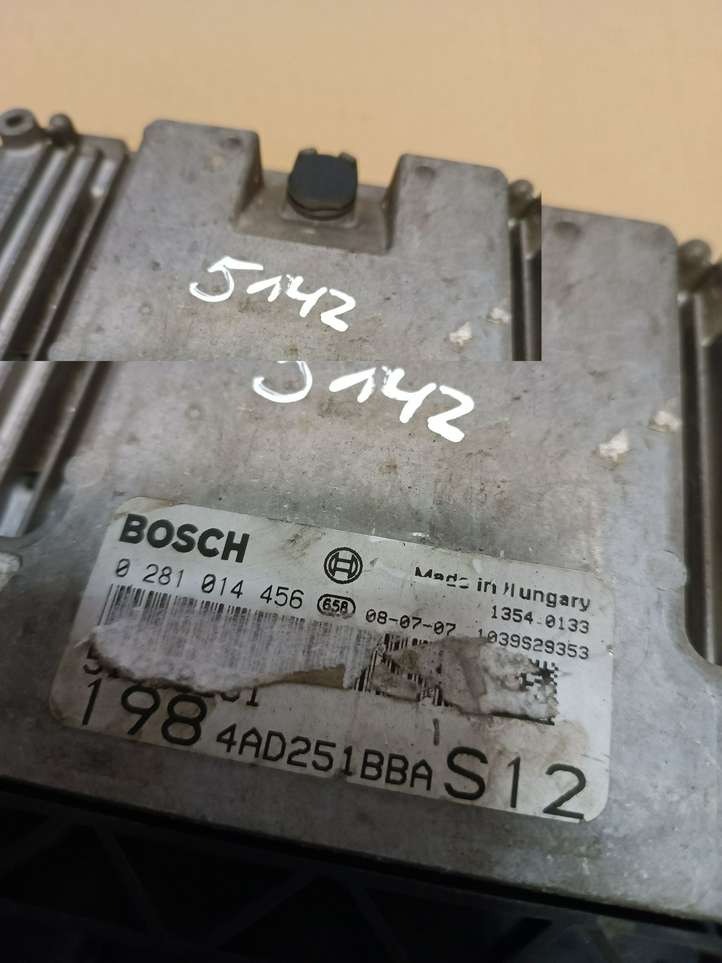 5142
5142
BOSCH
Made in Hungary
0 281 014 456 658 08-07-07 1354.0133
1039S29353
198 4AD251BBA S12